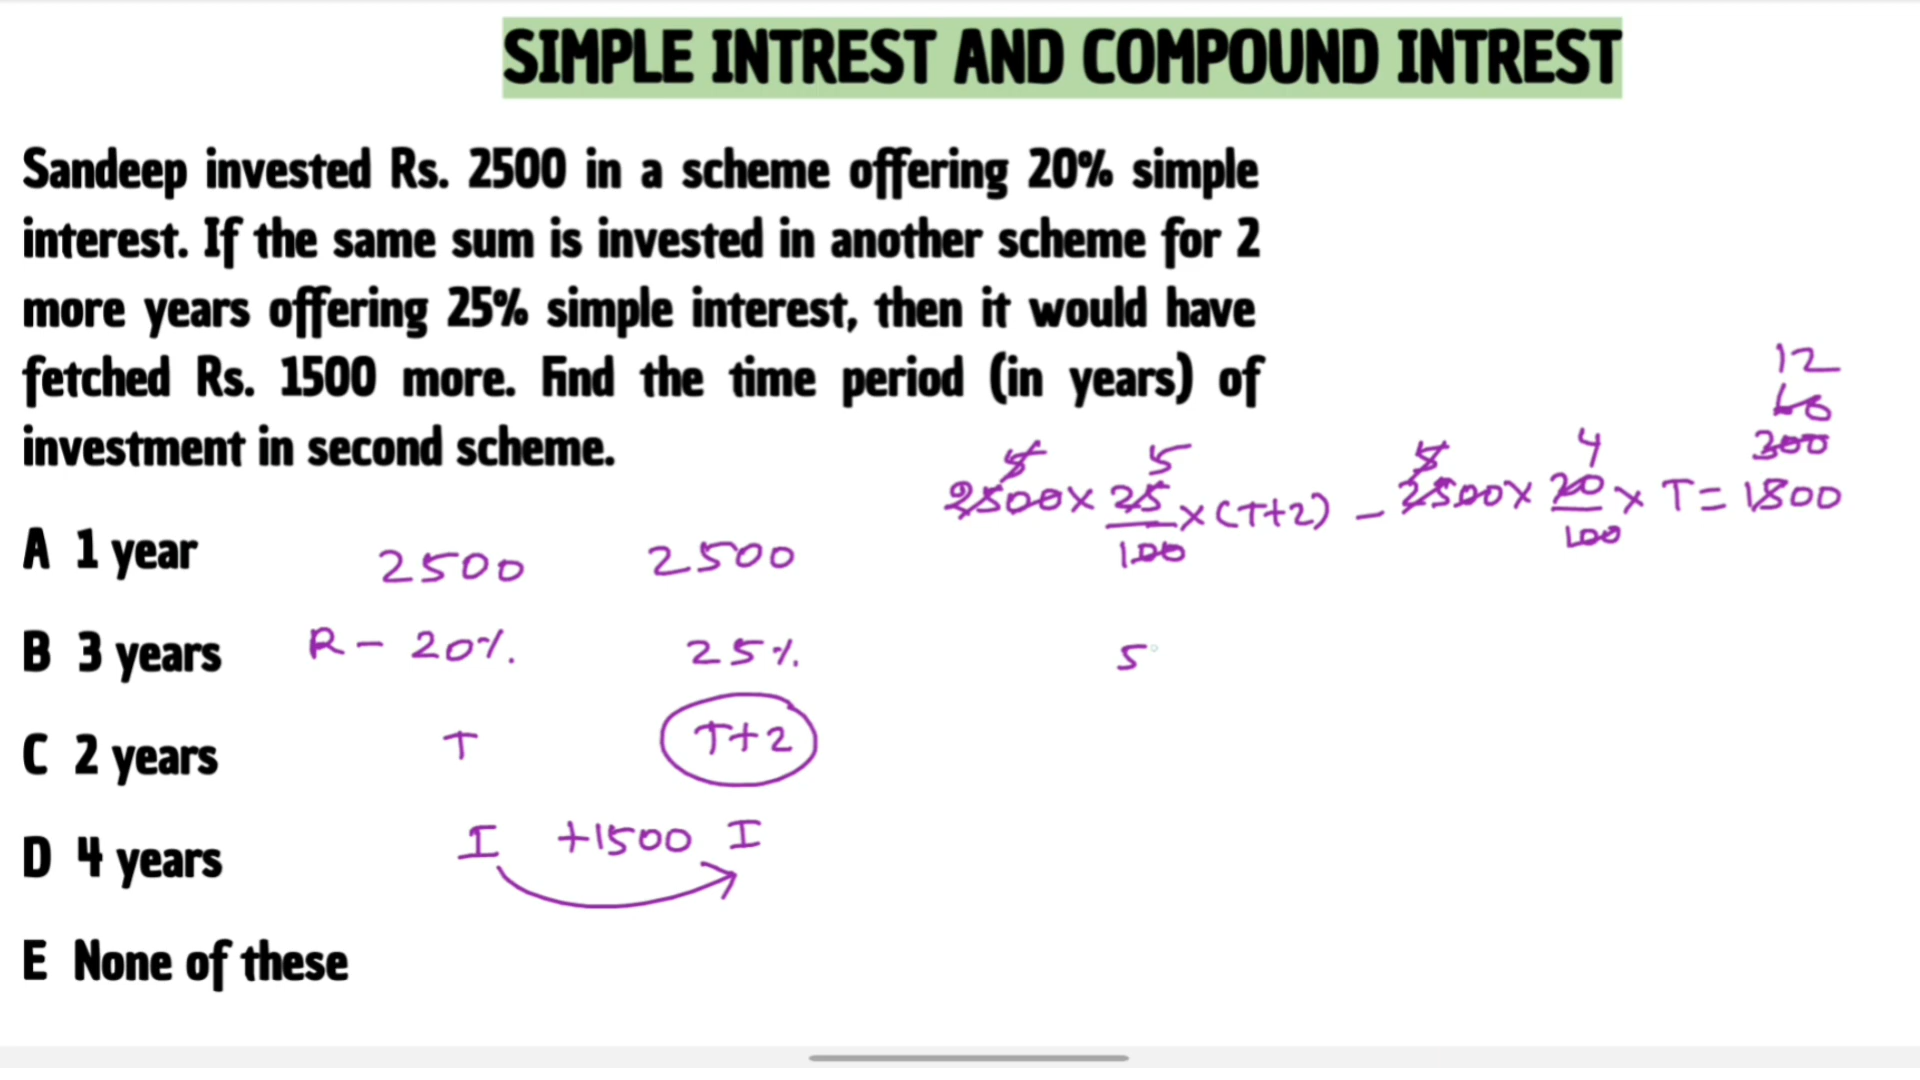 SIMPLE INTREST AND COMPOUND INTREST
Sandeep invested Rs. 2500 in a scheme offering 20% simple
interest. If the same sum is invested in another scheme for 2
more years offering 25% simple interest, then it would have
fetched Rs. 1500 more. Find the time period (in years) of
investment in second scheme.
A 1 year
B 3 years
C 2 years
D 4 years
E None of these
2500 2500
R - 20% 25%
T T+2
I +1500 I
12
60
5 5 5 4 300
2500 × 25/100 × (T+2) - 2500 × 20/100 × T = 1500
5